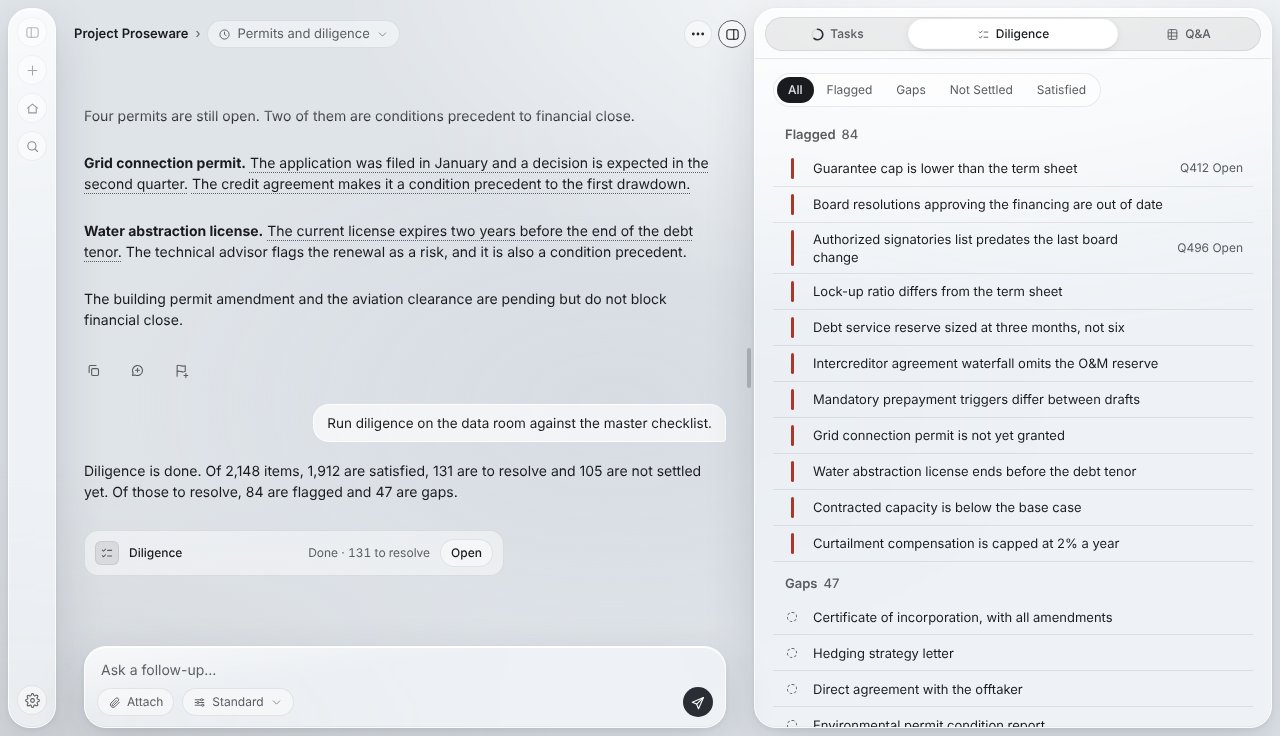 Project Proseware › Permits and diligence
Four permits are still open. Two of them are conditions precedent to financial close.
Grid connection permit. The application was filed in January and a decision is expected in the
second quarter. The credit agreement makes it a condition precedent to the first drawdown.
Water abstraction license. The current license expires two years before the end of the debt
tenor. The technical advisor flags the renewal as a risk, and it is also a condition precedent.
The building permit amendment and the aviation clearance are pending but do not block
financial close.
Run diligence on the data room against the master checklist.
Diligence is done. Of 2,148 items, 1,912 are satisfied, 131 are to resolve and 105 are not settled
yet. Of those to resolve, 84 are flagged and 47 are gaps.
Diligence Done · 131 to resolve Open
Ask a follow-up...
Attach Standard
Tasks Diligence Q&A
All Flagged Gaps Not Settled Satisfied
Flagged 84
Guarantee cap is lower than the term sheet Q412 Open
Board resolutions approving the financing are out of date
Authorized signatories list predates the last board
change Q496 Open
Lock-up ratio differs from the term sheet
Debt service reserve sized at three months, not six
Intercreditor agreement waterfall omits the O&M reserve
Mandatory prepayment triggers differ between drafts
Grid connection permit is not yet granted
Water abstraction license ends before the debt tenor
Contracted capacity is below the base case
Curtailment compensation is capped at 2% a year
Gaps 47
Certificate of incorporation, with all amendments
Hedging strategy letter
Direct agreement with the offtaker
Environmental permit condition report